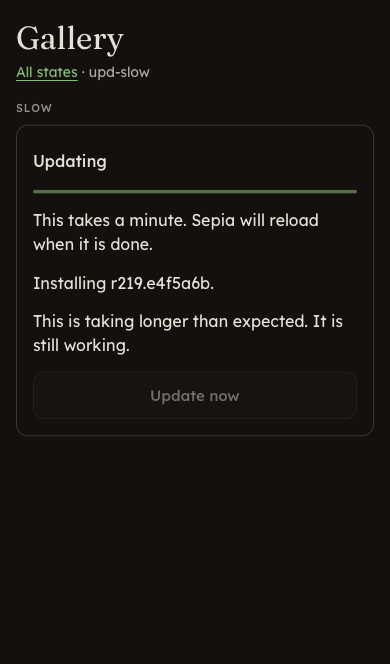 Gallery
All states · upd-slow
SLOW
Updating
This takes a minute. Sepia will reload
when it is done.
Installing r219.e4f5a6b.
This is taking longer than expected. It is
still working.
Update now